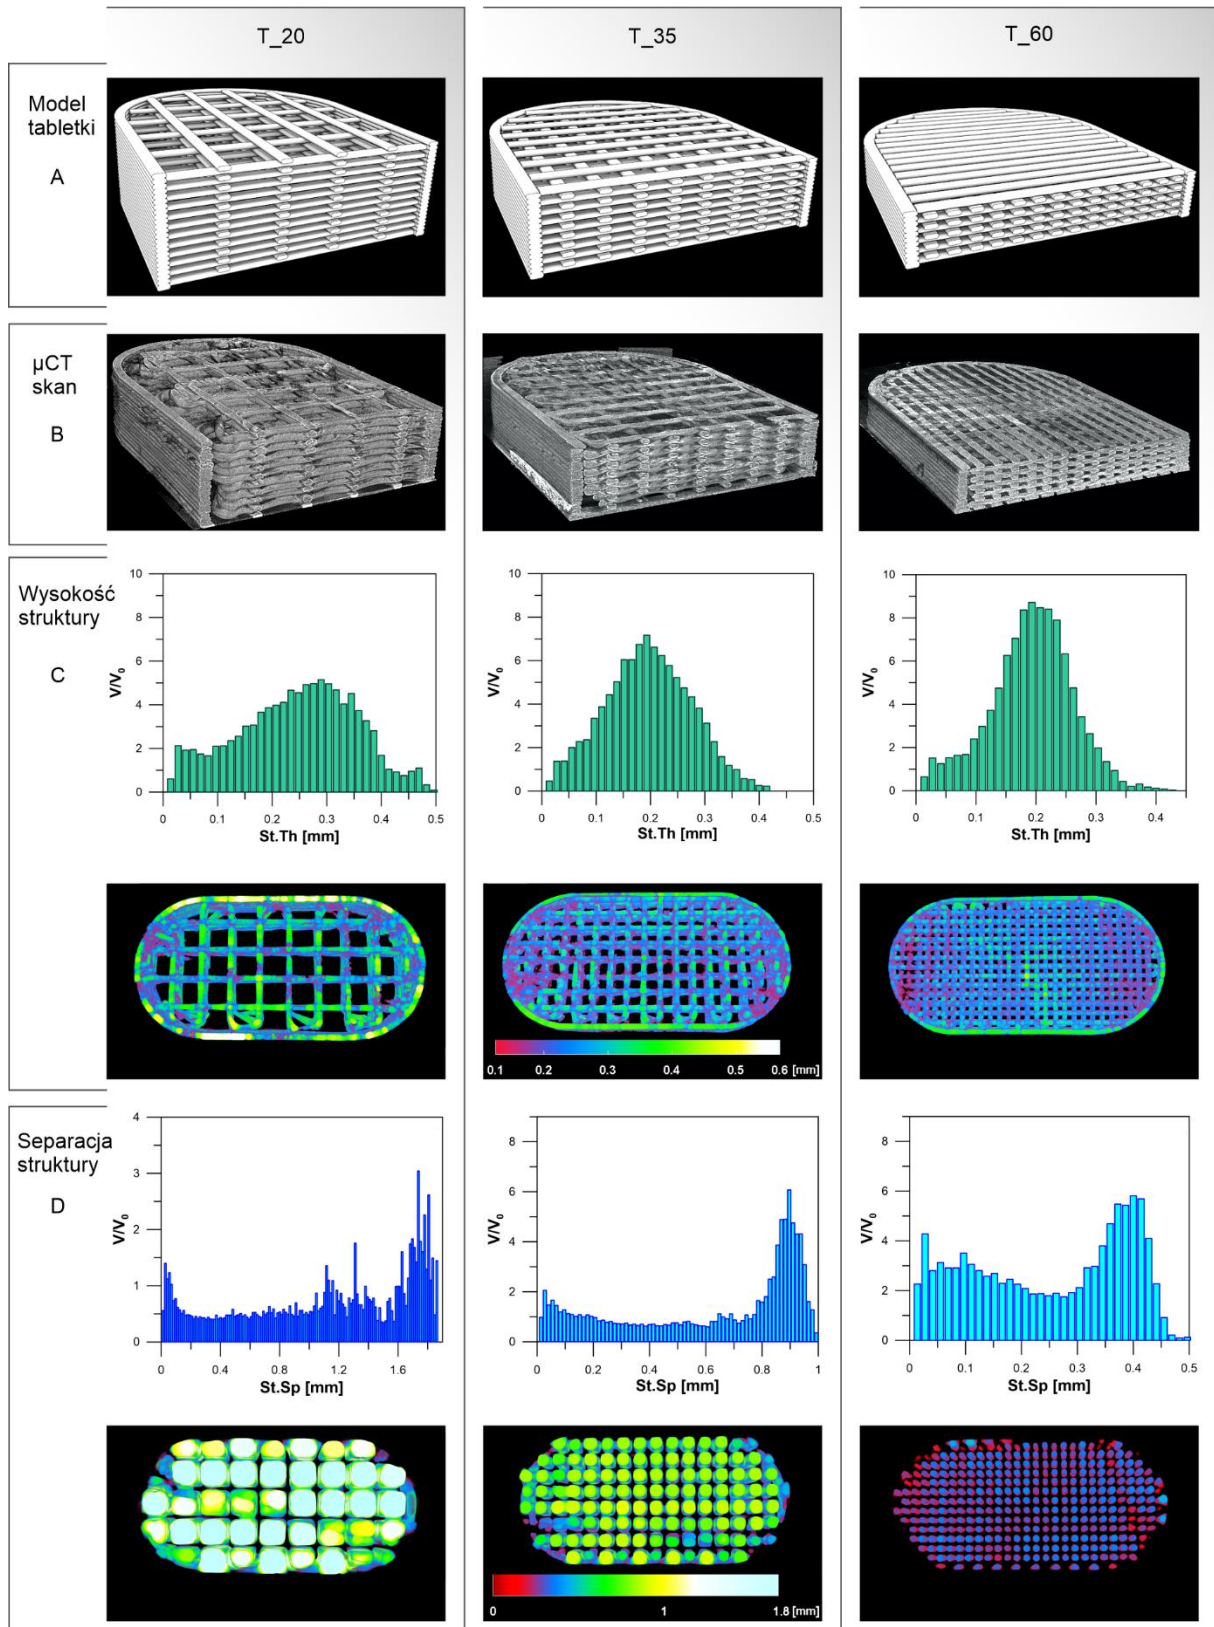 T_20
T_35
T_60
Model
tabletki
A
µCT
skan
B
Wysokość
struktury
C
10
8
6
4
2
0
V/V₀
0
0.1
0.2
0.3
0.4
0.5
St.Th [mm]
10
8
6
4
2
0
V/V₀
0
0.1
0.2
0.3
0.4
0.5
St.Th [mm]
10
8
6
4
2
0
V/V₀
0
0.1
0.2
0.3
0.4
St.Th [mm]
0.1
0.2
0.3
0.4
0.5
0.6 [mm]
Separacja
struktury
D
4
3
2
1
0
V/V₀
0
0.4
0.8
1.2
1.6
St.Sp [mm]
8
6
4
2
0
V/V₀
0
0.2
0.4
0.6
0.8
1
St.Sp [mm]
8
6
4
2
0
V/V₀
0
0.1
0.2
0.3
0.4
0.5
St.Sp [mm]
0
1
1.8 [mm]